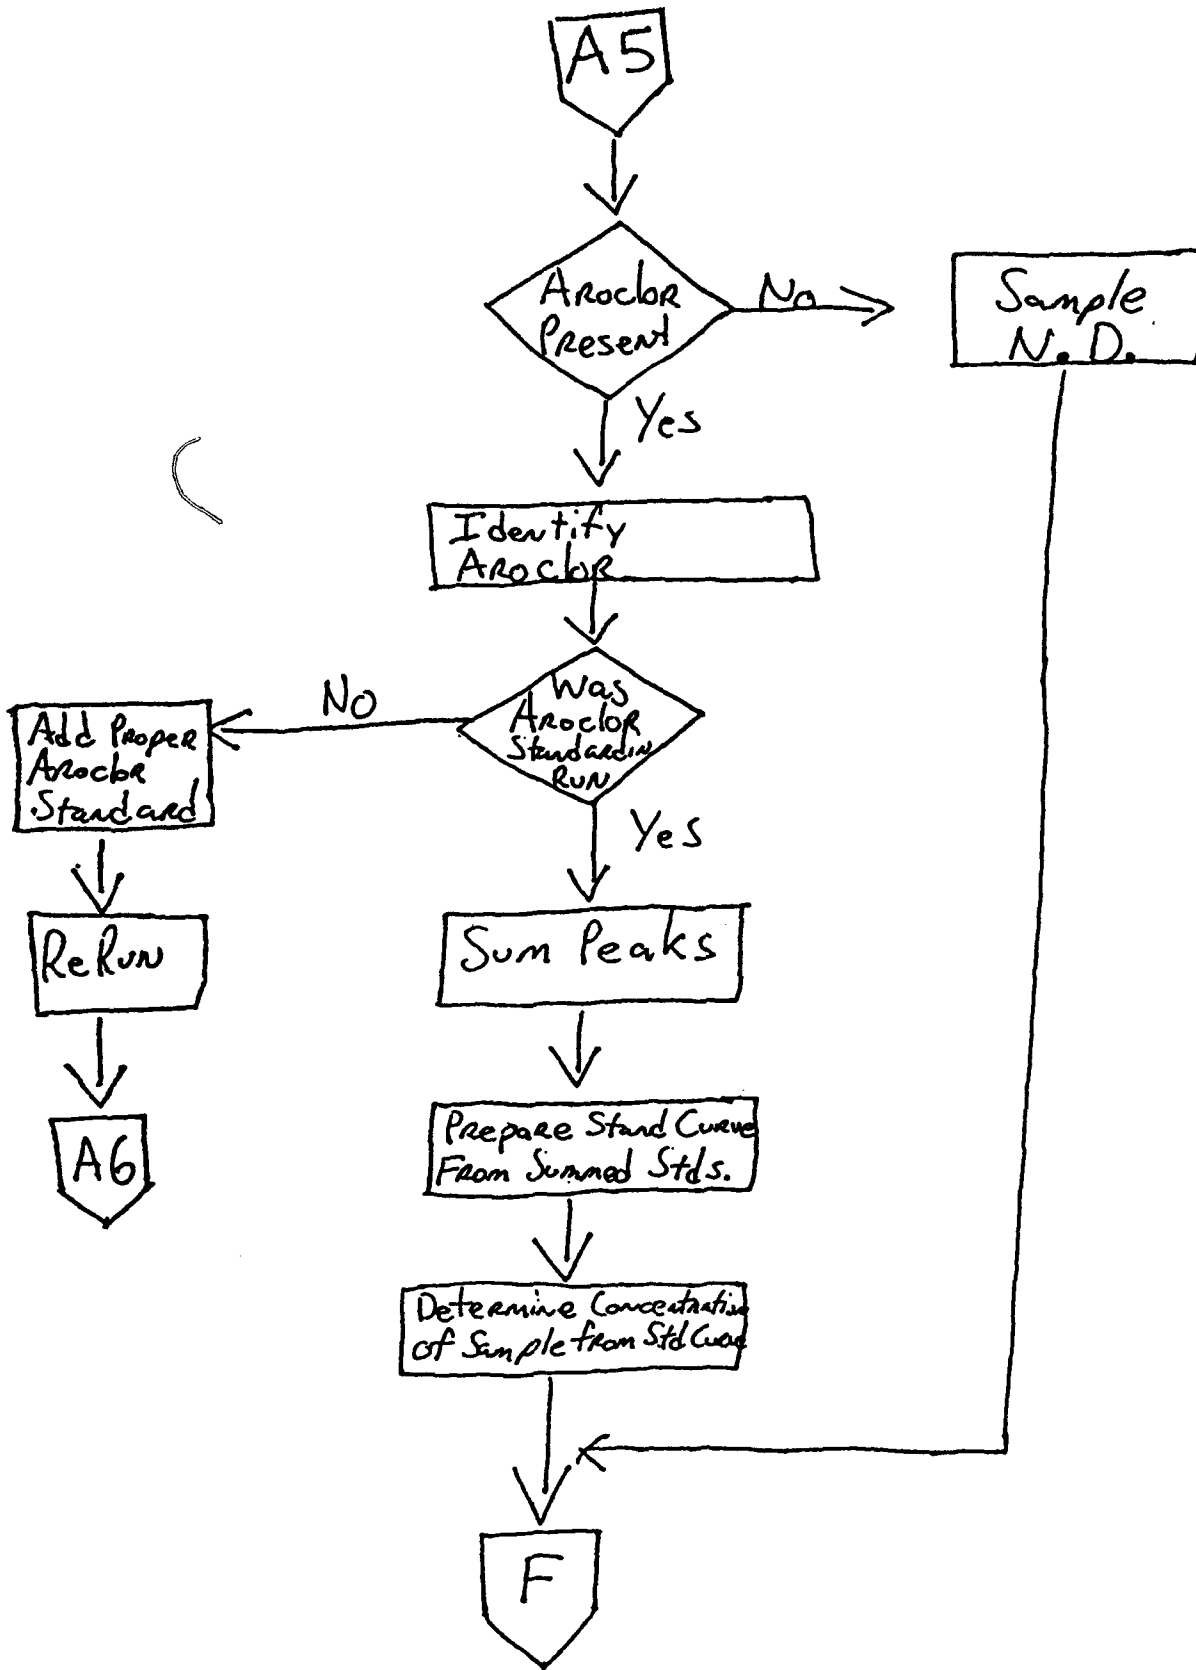 A5
Aroclor
Present
No
Sample
N.D.
Yes
Identify
Aroclor
Was
Aroclor
Standard in
Run
No
Add Proper
Aroclor
Standard
Yes
ReRun
Sum Peaks
A6
Prepare Stand Curve
From Summed Stds.
Determine Concentration
of Sample from Std Curve
F